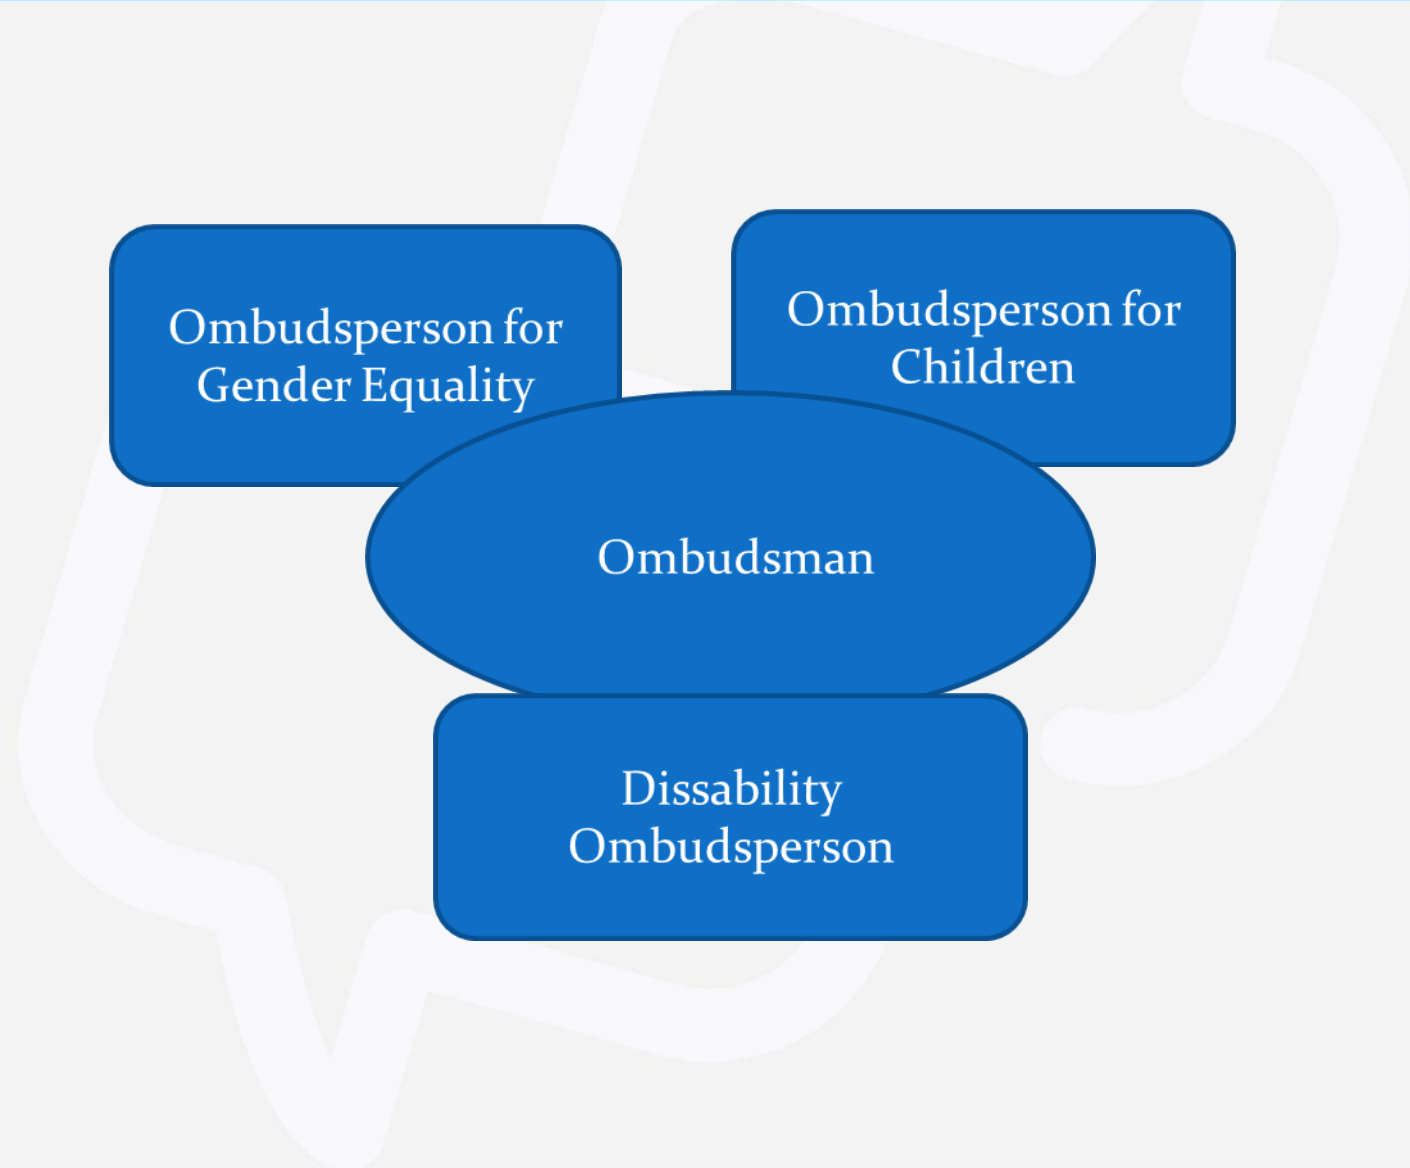 Ombudsperson for
Gender Equality
Ombudsperson for
Children
Ombudsman
Dissability
Ombudsperson